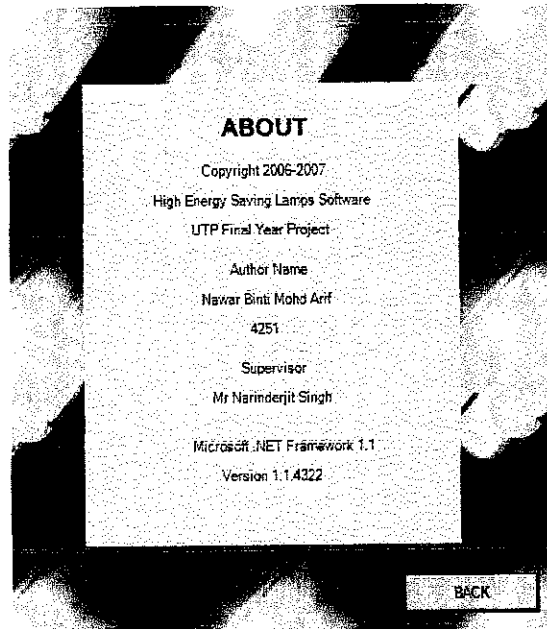 ABOUT
Copyright 2006-2007
High Energy Saving Lamps Software
UTP Final Year Project
Author Name
Nawar Binti Mohd Arif
4251
Supervisor
Mr Narinderjit Singh
Microsoft .NET Framework 1.1
Version 1.1.4322
BACK